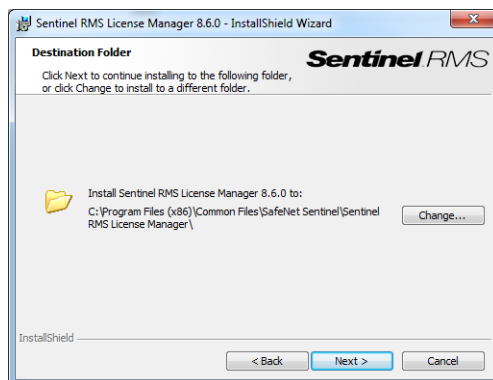 Sentinel RMS License Manager 8.6.0 - InstallShield Wizard
Destination Folder
Sentinel RMS
Click Next to continue installing to the following folder,
or click Change to install to a different folder.
Install Sentinel RMS License Manager 8.6.0 to:
C:\Program Files (x86)\Common Files\SafeNet Sentinel\Sentinel
RMS License Manager\
Change...
InstallShield
< Back
Next >
Cancel